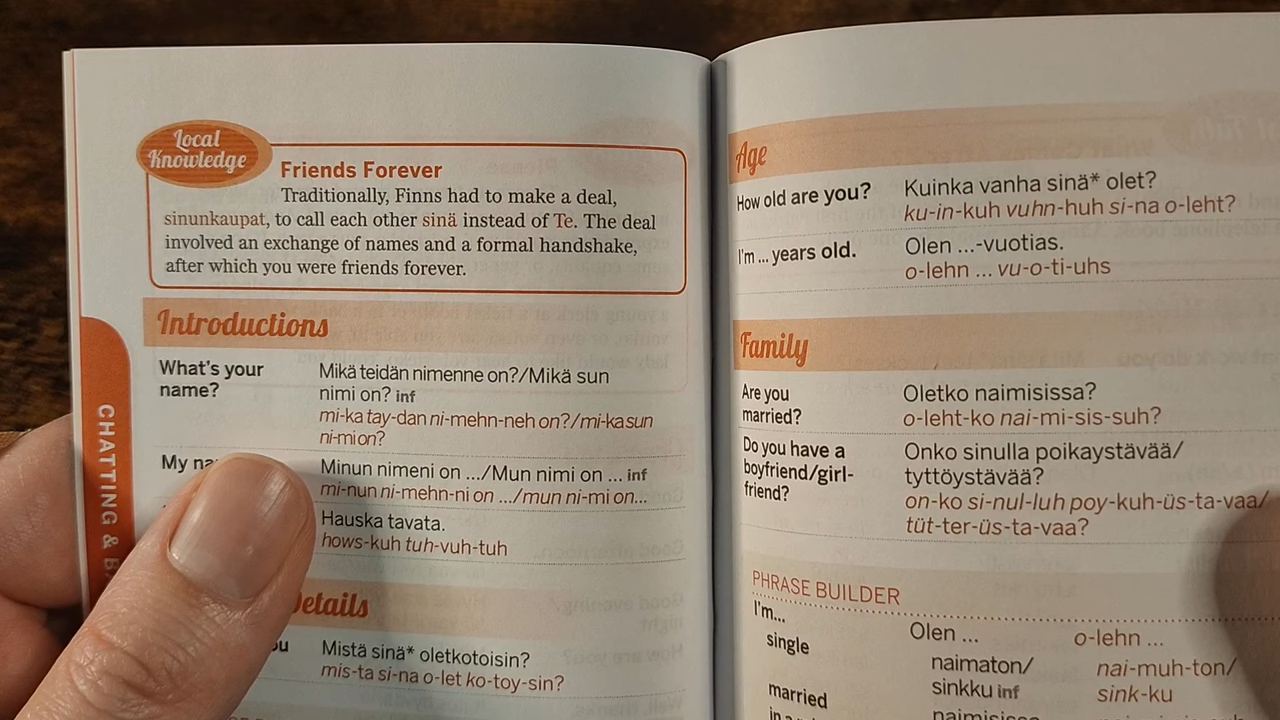 Local
Knowledge
Friends Forever
Traditionally, Finns had to make a deal,
sinunkaupat, to call each other sinä instead of Te. The deal
involved an exchange of names and a formal handshake,
after which you were friends forever.
Introductions
What's your
name?
Mikä teidän nimenne on?/Mikä sun
nimi on? inf
mi-ka tay-dan ni-mehn-neh on?/mi-ka sun
ni-mi on?
My
Minun nimeni on .../Mun nimi on ... inf
mi-nun ni-mehn-ni on .../mun ni-mi on...
Hauska tavata.
hows-kuh tuh-vuh-tuh
Details
Mistä sinä* oletkotoisin?
mis-ta si-na o-let ko-toy-sin?
CHATTING &
Age
How old are you?
Kuinka vanha sinä* olet?
ku-in-kuh vuhn-huh si-na o-leht?
I'm ... years old.
Olen ...-vuotias.
o-lehn ... vu-o-ti-uhs
Family
Are you
married?
Oletko naimisissa?
o-leht-ko nai-mi-sis-suh?
Do you have a
boyfriend/girl-
friend?
Onko sinulla poikaystävää/
tyttöystävää?
on-ko si-nul-luh poy-kuh-üs-ta-vaa/
tüt-ter-üs-ta-vaa?
PHRASE BUILDER
I'm...
Olen ...
o-lehn ...
single
naimaton/
sinkku inf
nai-muh-ton/
sink-ku
married
naimisissa